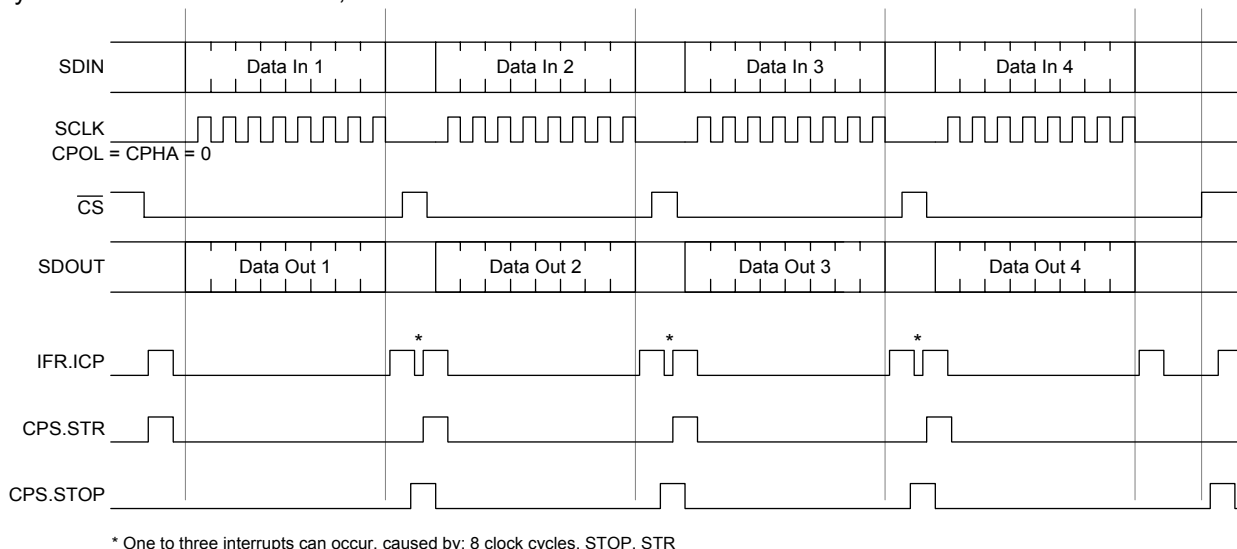 SDIN Data In 1 Data In 2 Data In 3 Data In 4
SCLK
CPOL = CPHA = 0
CS
SDOUT Data Out 1 Data Out 2 Data Out 3 Data Out 4
* * *
IFR.ICP
CPS.STR
CPS.STOP
* One to three interrupts can occur, caused by: 8 clock cycles, STOP, STR